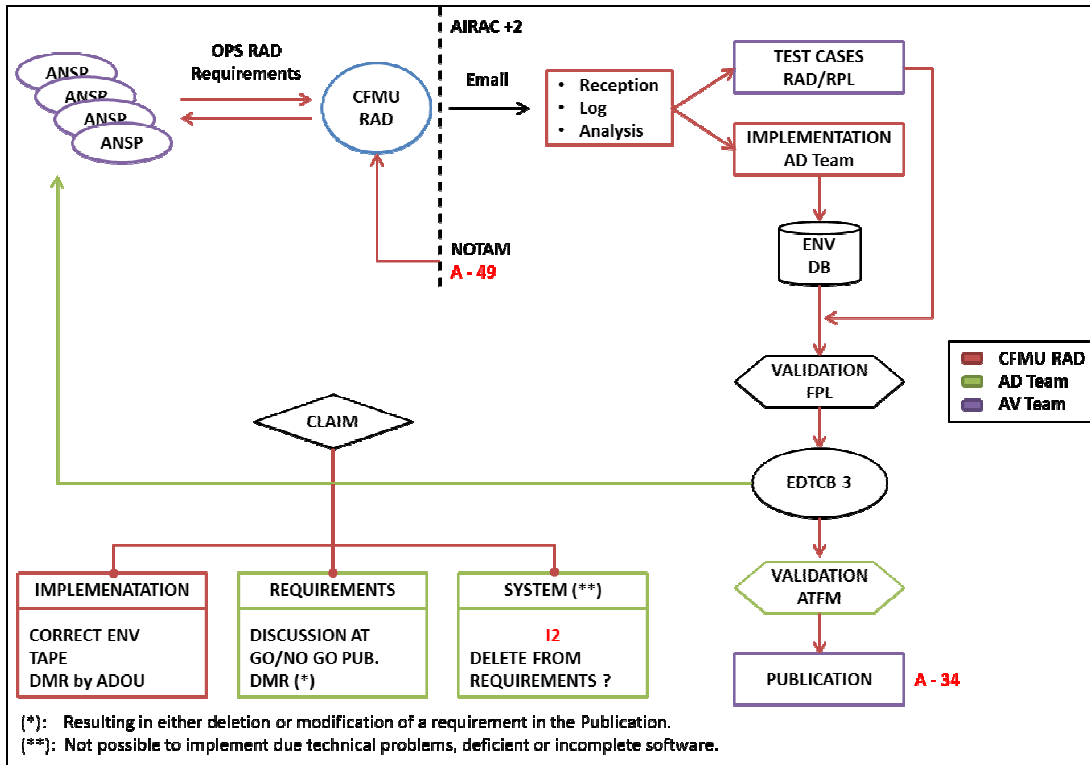 AIRAC +2
OPS RAD
Requirements
ANSP
ANSP
ANSP
ANSP
CFMU
RAD
Email
• Reception
• Log
• Analysis
TEST CASES
RAD/RPL
IMPLEMENTATION
AD Team
NOTAM
A - 49
ENV
DB
VALIDATION
FPL
CFMU RAD
AD Team
AV Team
CLAIM
EDTCB 3
IMPLEMENATATION
CORRECT ENV
TAPE
DMR by ADOU
REQUIREMENTS
DISCUSSION AT
GO/NO GO PUB.
DMR (*)
SYSTEM (**)
I2
DELETE FROM
REQUIREMENTS ?
VALIDATION
ATFM
PUBLICATION
A - 34
(*): Resulting in either deletion or modification of a requirement in the Publication.
(**): Not possible to implement due technical problems, deficient or incomplete software.